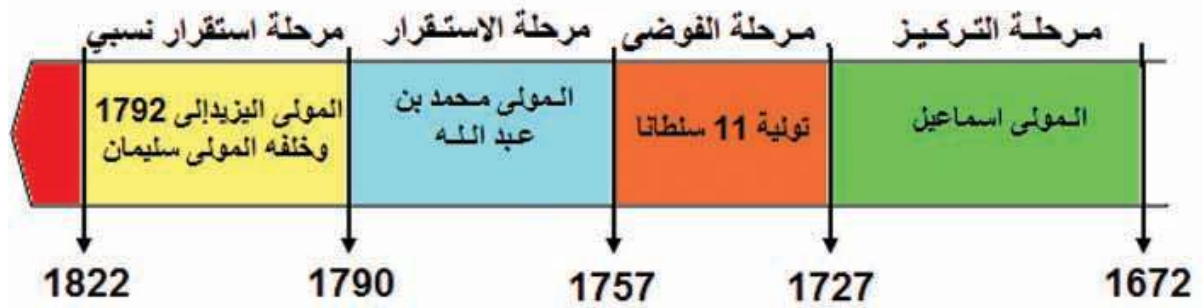 مرحلة التركيز
مرحلة الفوضى
مرحلة الاستقرار
مرحلة استقرار نسبي
المولى اسماعيل
تولية 11 سلطانا
المولى محمد بن
عبد الله
المولى اليزيدإلى 1792
وخلفه المولى سليمان
1672
1727
1757
1790
1822